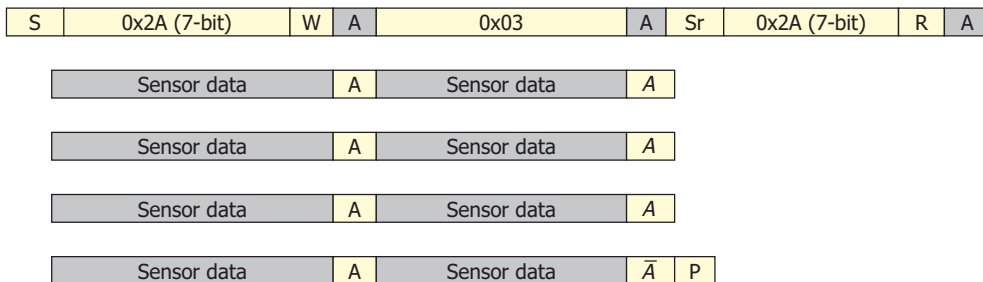 S 0x2A (7-bit) W A 0x03 A Sr 0x2A (7-bit) R A
Sensor data A Sensor data A
Sensor data A Sensor data A
Sensor data A Sensor data A
Sensor data A Sensor data A̅ P